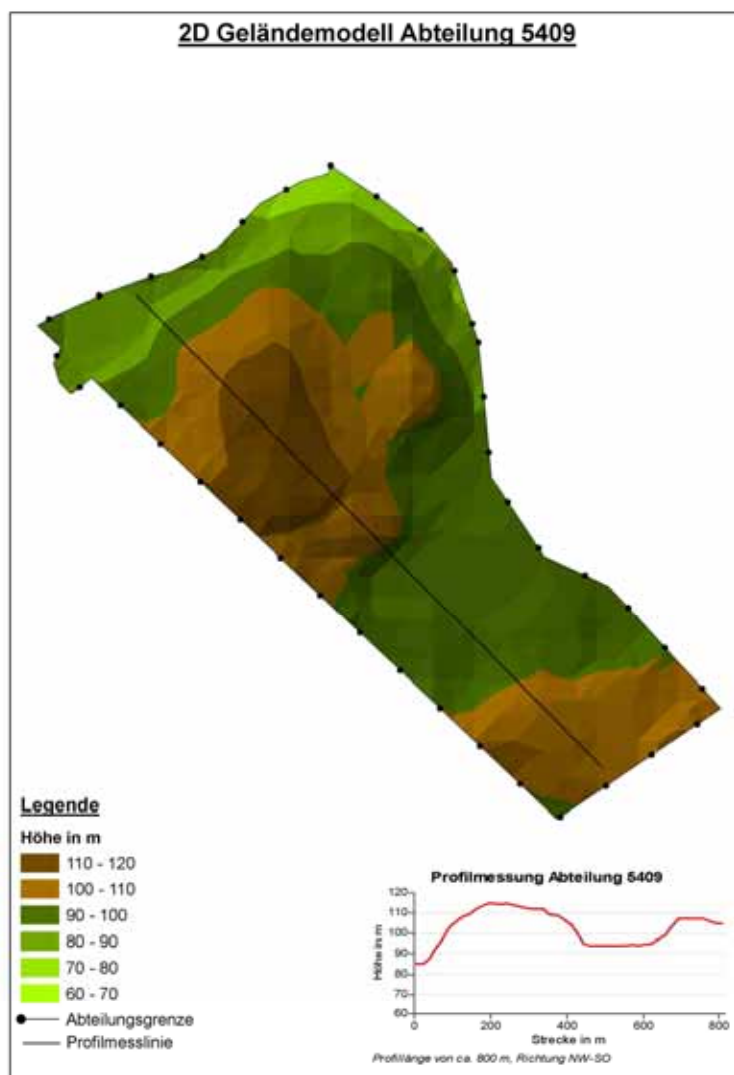 2D Geländemodell Abteilung 5409
Legende
Höhe in m
110 - 120
100 - 110
90 - 100
80 - 90
70 - 80
60 - 70
Abteilungsgrenze
Profilmesslinie
Profilmessung Abteilung 5409
Höhe in m
120
110
100
90
80
70
60
0 200 400 600 800
Strecke in m
Profillänge von ca. 800 m, Richtung NW-SO